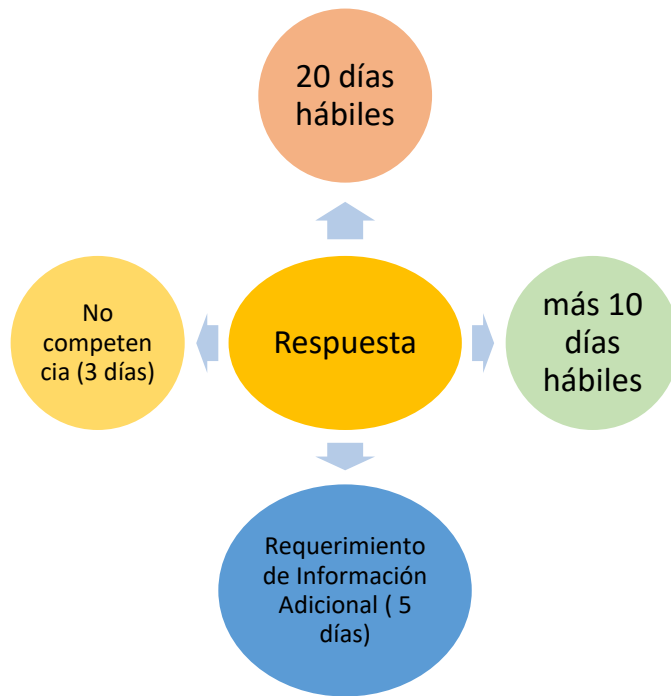 20 días
hábiles
No
competen
cia (3 días)
Respuesta
más 10
días
hábiles
Requerimiento
de Información
Adicional ( 5
días)